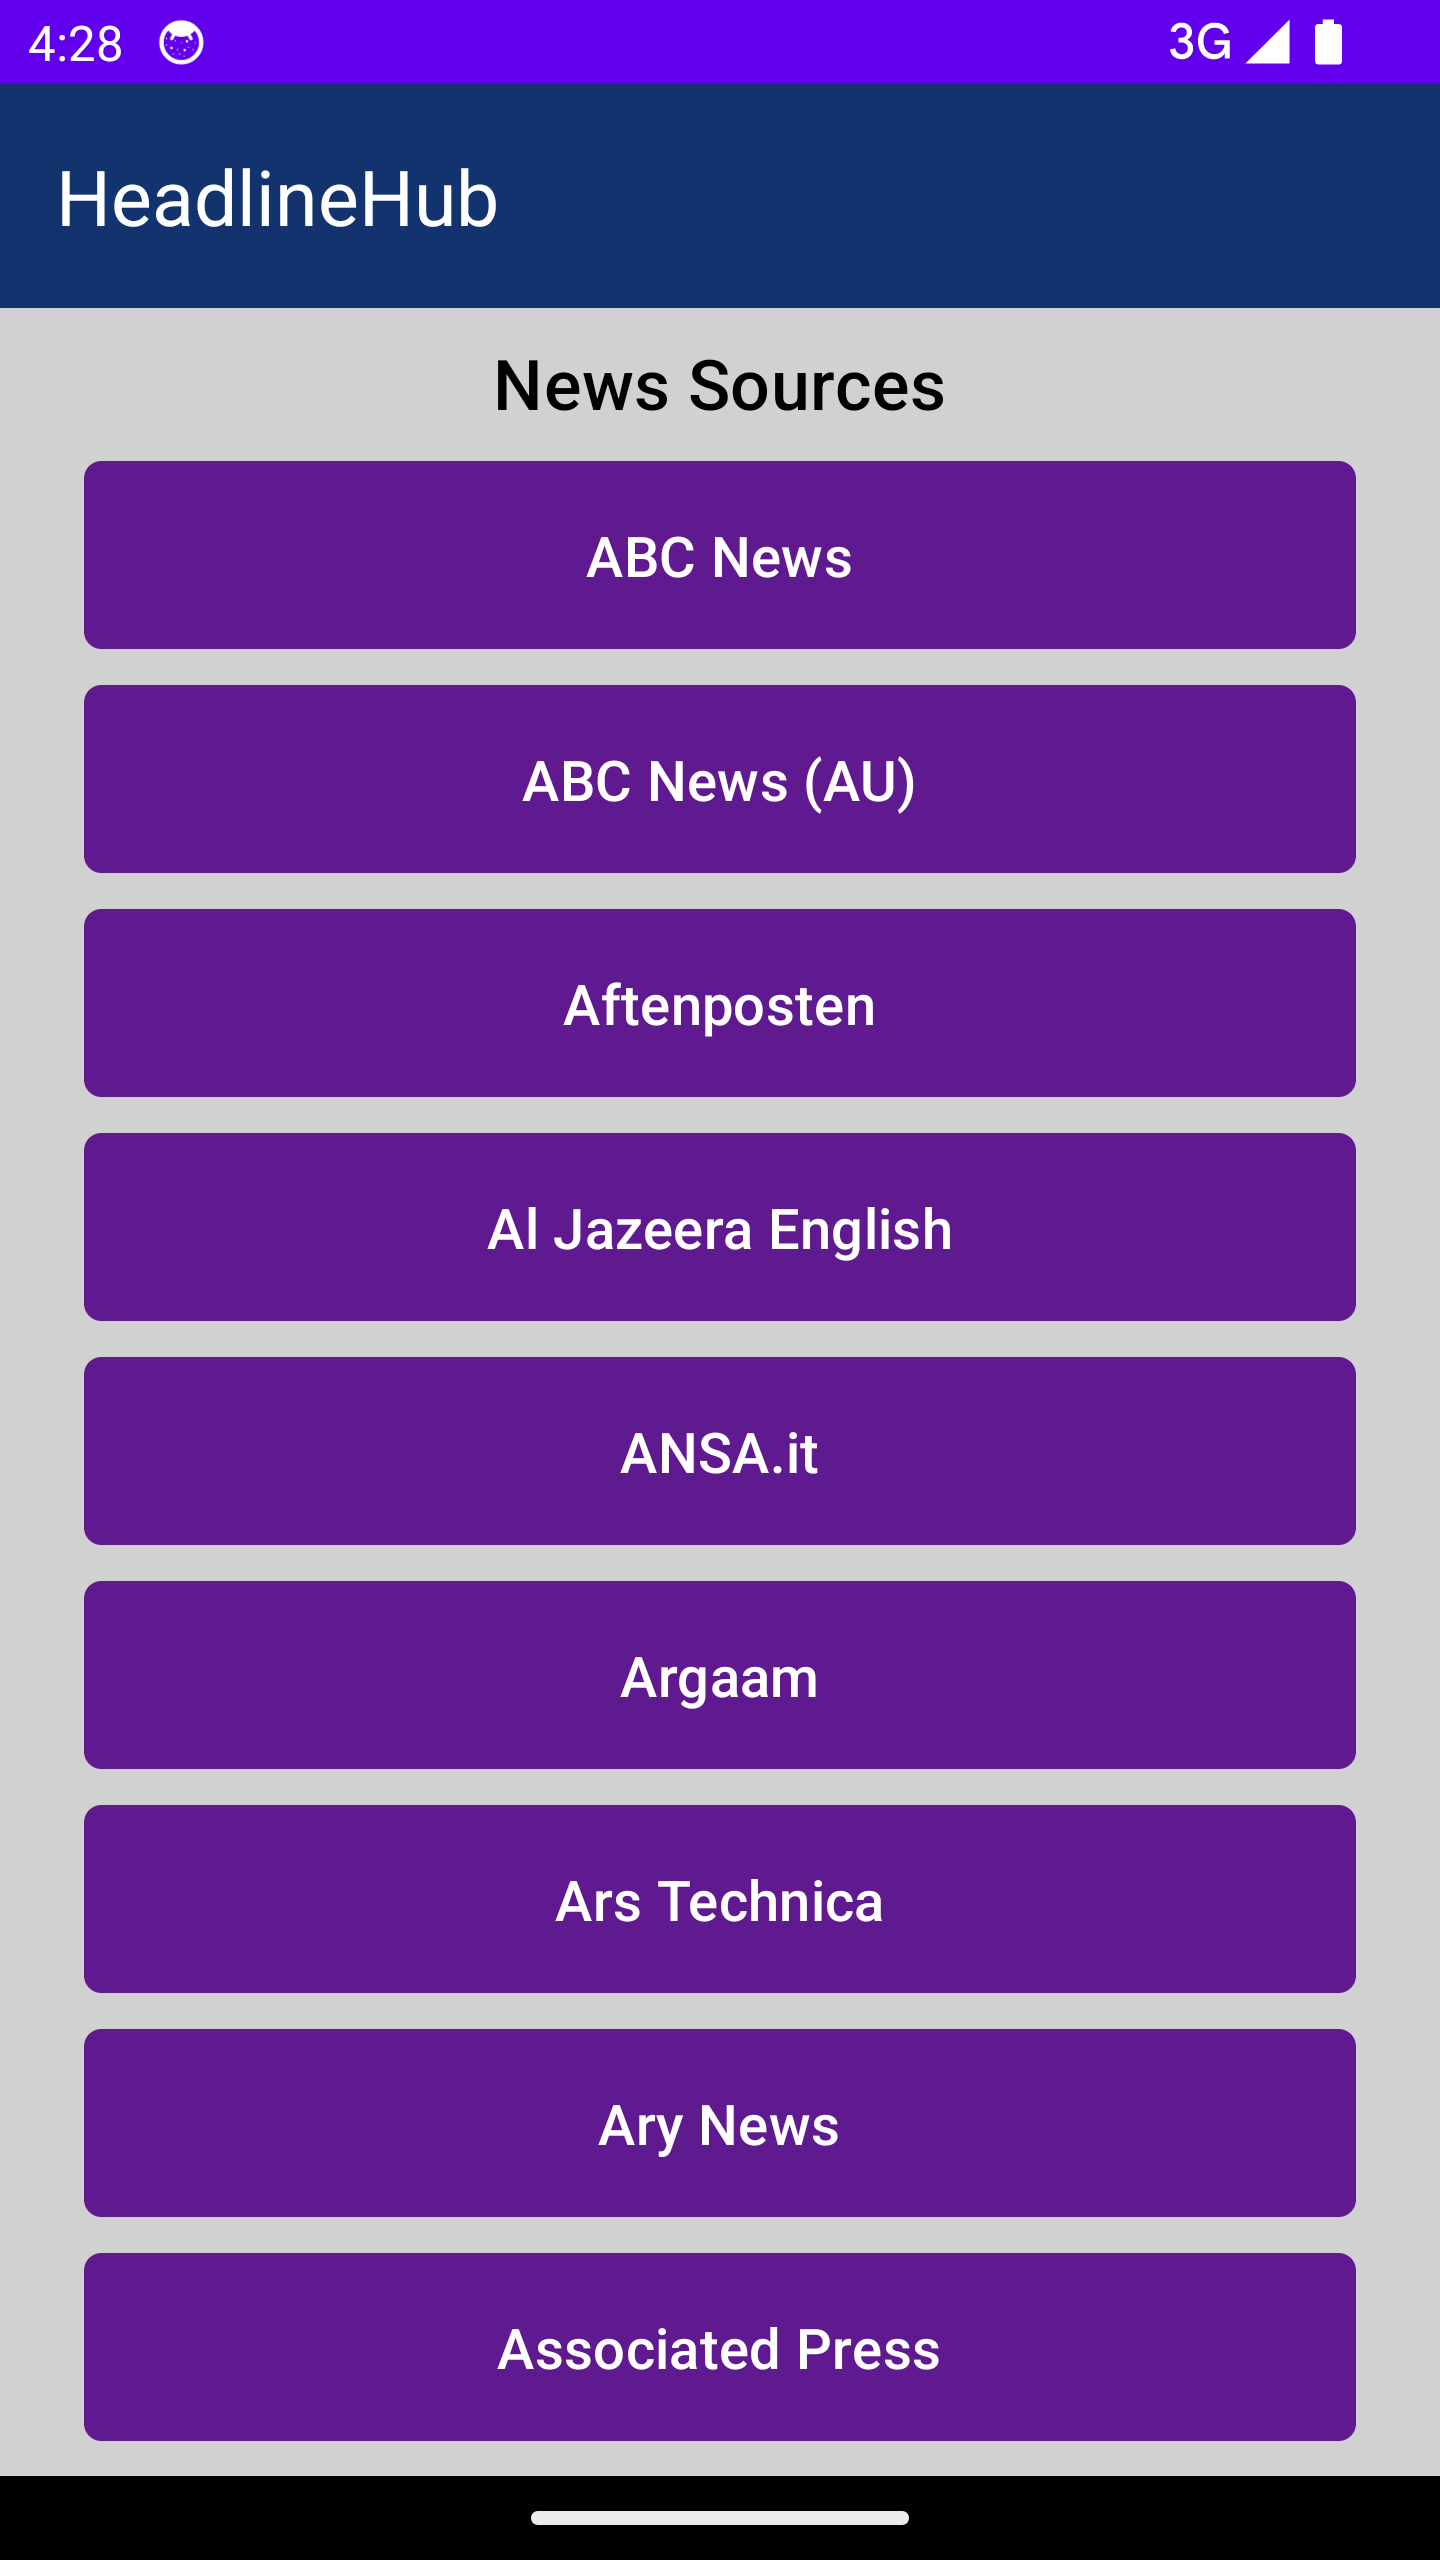 4:28 3G
HeadlineHub
News Sources
ABC News
ABC News (AU)
Aftenposten
Al Jazeera English
ANSA.it
Argaam
Ars Technica
Ary News
Associated Press